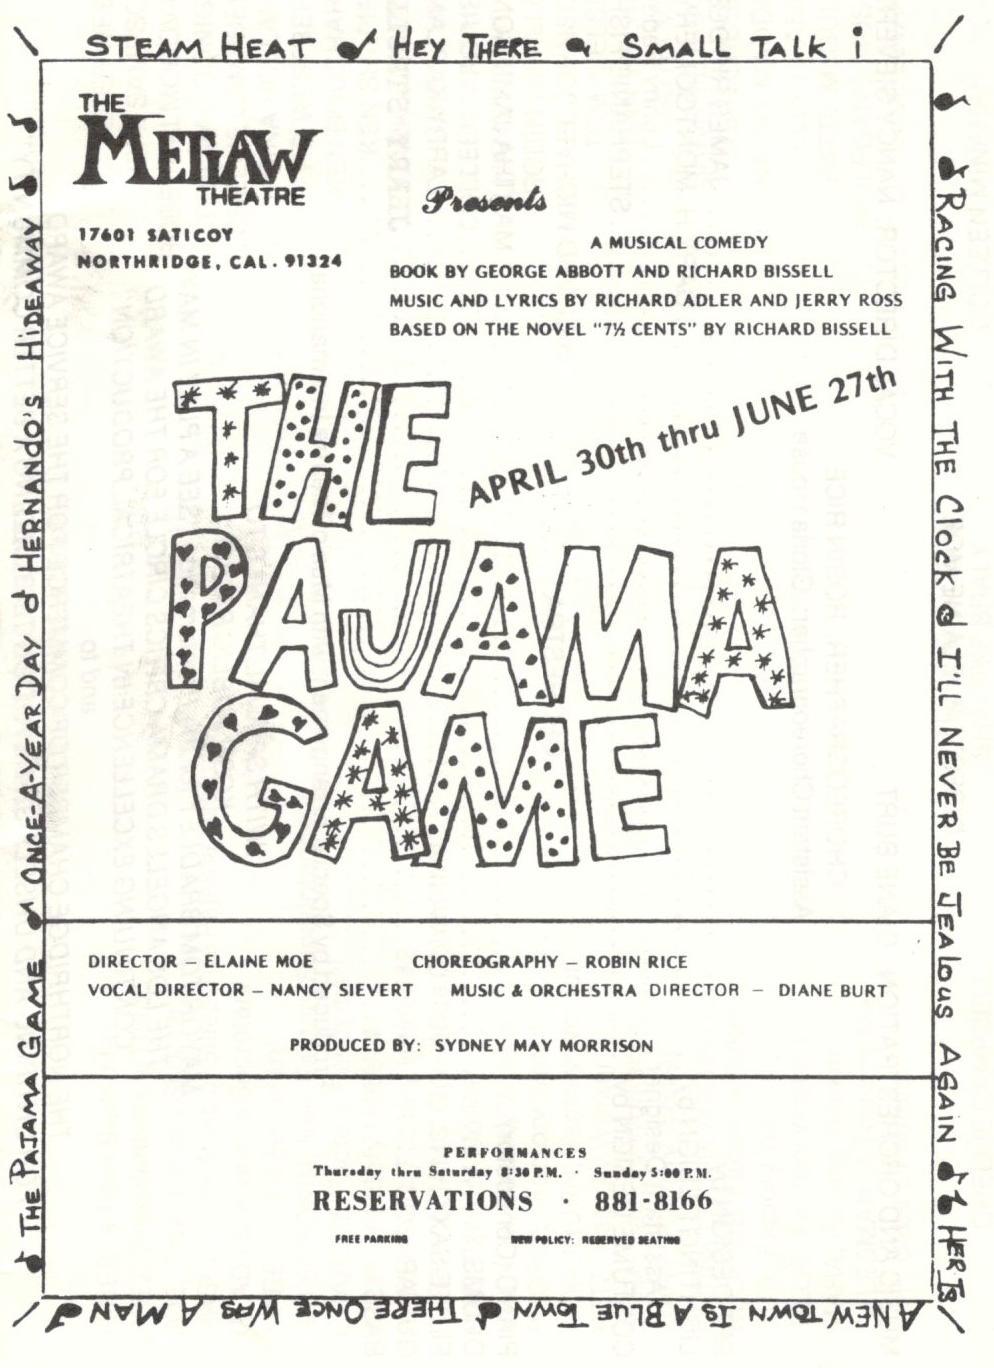 STEAM HEAT HEY THERE SMALL TALK
THE
MEGAW
THEATRE
17601 SATICOY
NORTHRIDGE, CAL. 91324
Presents
A MUSICAL COMEDY
BOOK BY GEORGE ABBOTT AND RICHARD BISSELL
MUSIC AND LYRICS BY RICHARD ADLER AND JERRY ROSS
BASED ON THE NOVEL "7½ CENTS" BY RICHARD BISSELL
APRIL 30th thru JUNE 27th
THE
PAJAMA
GAME
DIRECTOR – ELAINE MOE CHOREOGRAPHY – ROBIN RICE
VOCAL DIRECTOR – NANCY SIEVERT MUSIC & ORCHESTRA DIRECTOR – DIANE BURT
PRODUCED BY: SYDNEY MAY MORRISON
PERFORMANCES
Thursday thru Saturday 8:30 P.M. · Sunday 5:00 P.M.
RESERVATIONS · 881-8166
FREE PARKING NEW POLICY: RESERVED SEATING
RACING WITH THE CLOCK I'LL NEVER BE JEALOUS AGAIN HER IS
A NEW TOWN IS A BLUE TOWN THERE ONCE WAS A MAN
THE PAJAMA GAME ONCE-A-YEAR DAY HERNANDO'S HIDEAWAY